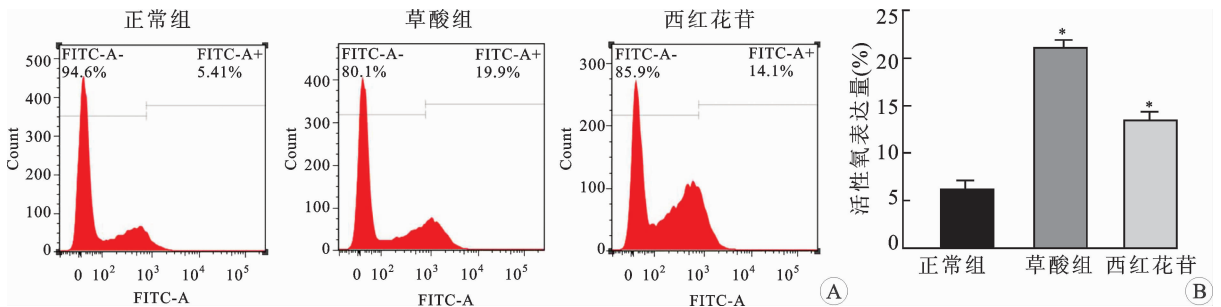 正常组
FITC-A- FITC-A+
94.6% 5.41%
500
400
300
200
100
0
Count
0 10² 10³ 10⁴ 10⁵
FITC-A
草酸组
FITC-A- FITC-A+
80.1% 19.9%
400
300
200
100
0
Count
0 10² 10³ 10⁴ 10⁵
FITC-A
西红花苷
FITC-A- FITC-A+
85.9% 14.1%
300
200
100
0
Count
0 10² 10³ 10⁴ 10⁵
FITC-A
A
活性氧表达量(%)
25
20
15
10
5
0
*
*
正常组 草酸组 西红花苷
B